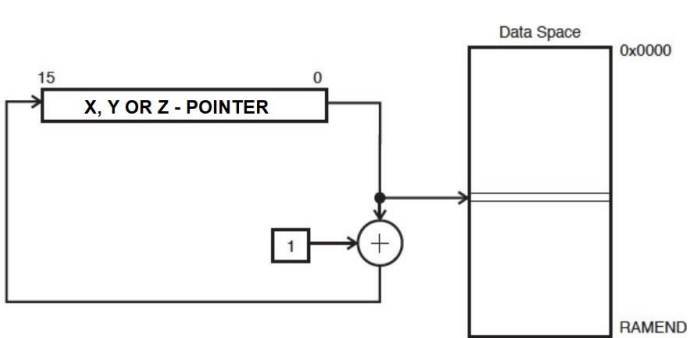 Data Space
0x0000
15
0
X, Y OR Z - POINTER
1
+
RAMEND